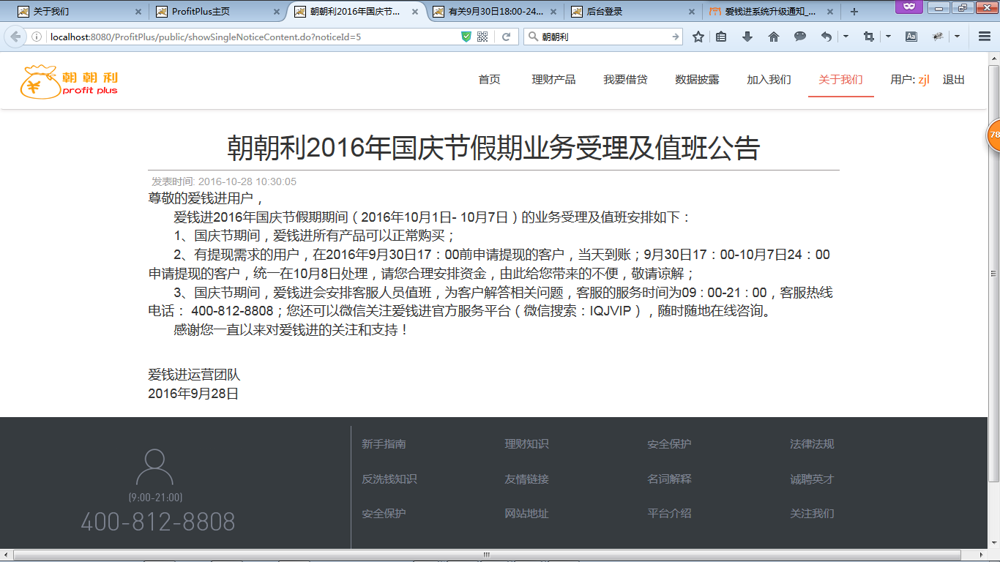 关于我们
ProfitPlus主页
朝朝利2016年国庆节...
有关9月30日18:00-24...
后台登录
爱钱进系统升级通知_...
localhost:8080/ProfitPlus/public/showSingleNoticeContent.do?noticeId=5
朝朝利
朝朝利
profit plus
首页 理财产品 我要借贷 数据披露 加入我们 关于我们 用户: zjl 退出
78
朝朝利2016年国庆节假期业务受理及值班公告
发表时间: 2016-10-28 10:30:05
尊敬的爱钱进用户，
爱钱进2016年国庆节假期期间（2016年10月1日- 10月7日）的业务受理及值班安排如下：
1、国庆节期间，爱钱进所有产品可以正常购买；
2、有提现需求的用户，在2016年9月30日17：00前申请提现的客户，当天到账；9月30日17：00-10月7日24：00
申请提现的客户，统一在10月8日处理，请您合理安排资金，由此给您带来的不便，敬请谅解；
3、国庆节期间，爱钱进会安排客服人员值班，为客户解答相关问题，客服的服务时间为09：00-21：00，客服热线
电话： 400-812-8808；您还可以微信关注爱钱进官方服务平台（微信搜索：IQJVIP），随时随地在线咨询。
感谢您一直以来对爱钱进的关注和支持！
爱钱进运营团队
2016年9月28日
(9:00-21:00)
400-812-8808
新手指南 理财知识 安全保护 法律法规
反洗钱知识 友情链接 名词解释 诚聘英才
安全保护 网站地址 平台介绍 关注我们